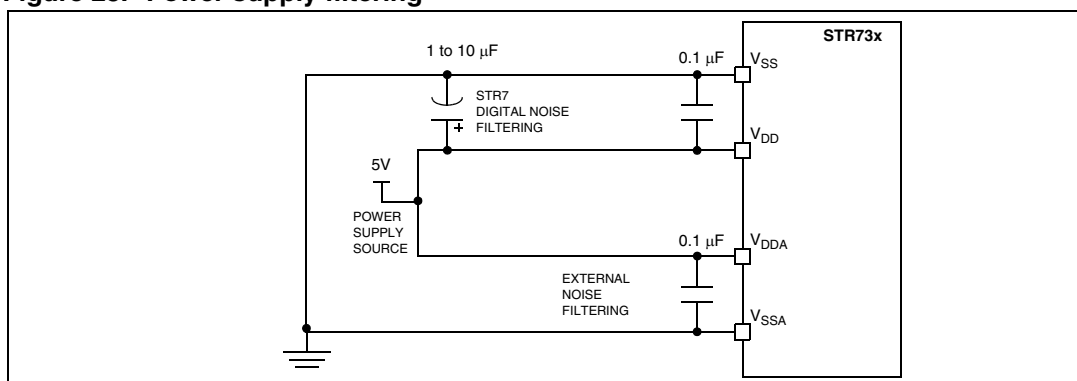 Figure Power supply filtering
STR73x
1 to 10 μF
0.1 μF
VSS
STR7
DIGITAL NOISE
FILTERING
+
VDD
5V
POWER
SUPPLY
SOURCE
0.1 μF
VDDA
EXTERNAL
NOISE
FILTERING
VSSA